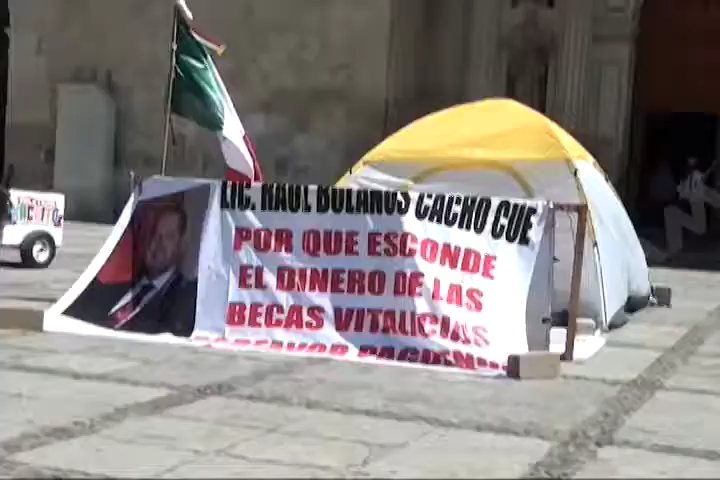 LIC. RAUL BOLAÑOS CACHO CUE
POR QUE ESCONDE
EL DINERO DE LAS
BECAS VITALICIAS